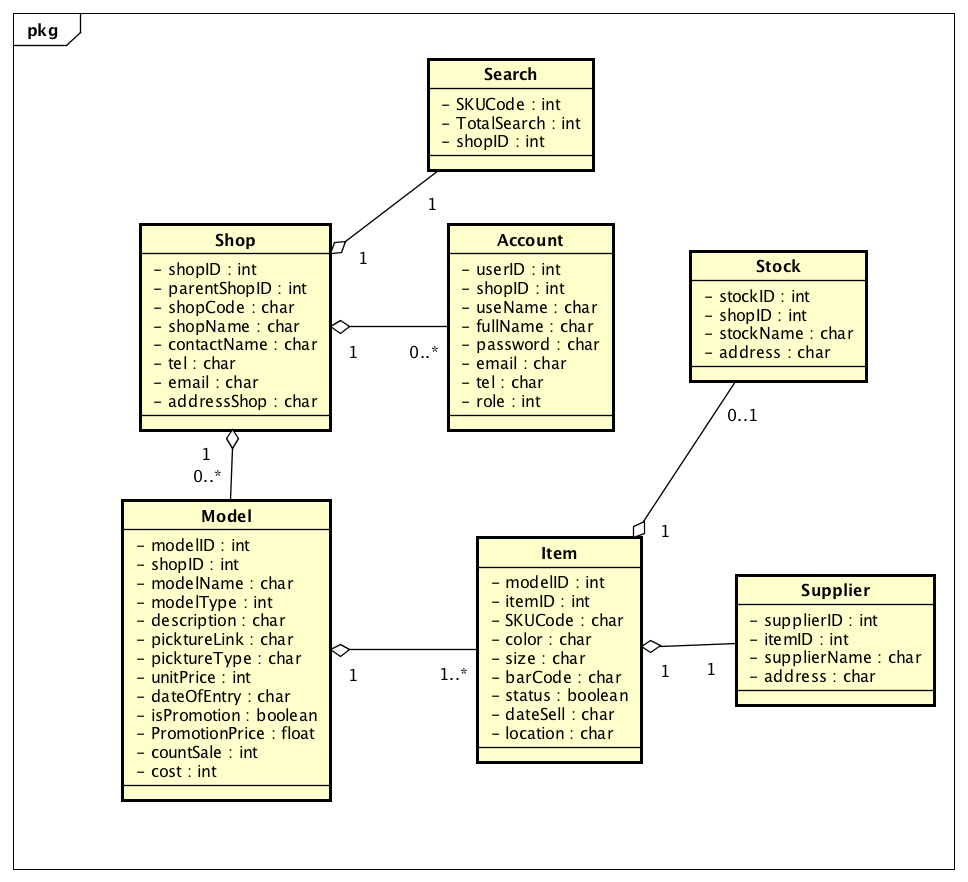 pkg
Search
- SKUCode : int
- TotalSearch : int
- shopID : int
1
1
Shop
- shopID : int
- parentShopID : int
- shopCode : char
- shopName : char
- contactName : char
- tel : char
- email : char
- addressShop : char
1
0..*
Account
- userID : int
- shopID : int
- useName : char
- fullName : char
- password : char
- email : char
- tel : char
- role : int
Stock
- stockID : int
- shopID : int
- stockName : char
- address : char
0..1
1
1
0..*
Model
- modelID : int
- shopID : int
- modelName : char
- modelType : int
- description : char
- picktureLink : char
- picktureType : char
- unitPrice : int
- dateOfEntry : char
- isPromotion : boolean
- PromotionPrice : float
- countSale : int
- cost : int
1
1..*
Item
- modelID : int
- itemID : int
- SKUCode : char
- color : char
- size : char
- barCode : char
- status : boolean
- dateSell : char
- location : char
1
1
Supplier
- supplierID : int
- itemID : int
- supplierName : char
- address : char